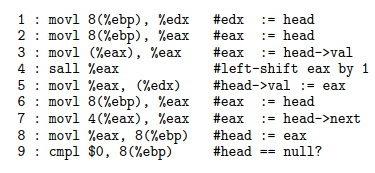 1 : movl 8(%ebp), %edx #edx := head
2 : movl 8(%ebp), %eax #eax := head
3 : movl (%eax), %eax #eax := head->val
4 : sall %eax #left-shift eax by 1
5 : movl %eax, (%edx) #head->val := eax
6 : movl 8(%ebp), %eax #eax := head
7 : movl 4(%eax), %eax #eax := head->next
8 : movl %eax, 8(%ebp) #head := eax
9 : cmpl $0, 8(%ebp) #head == null?